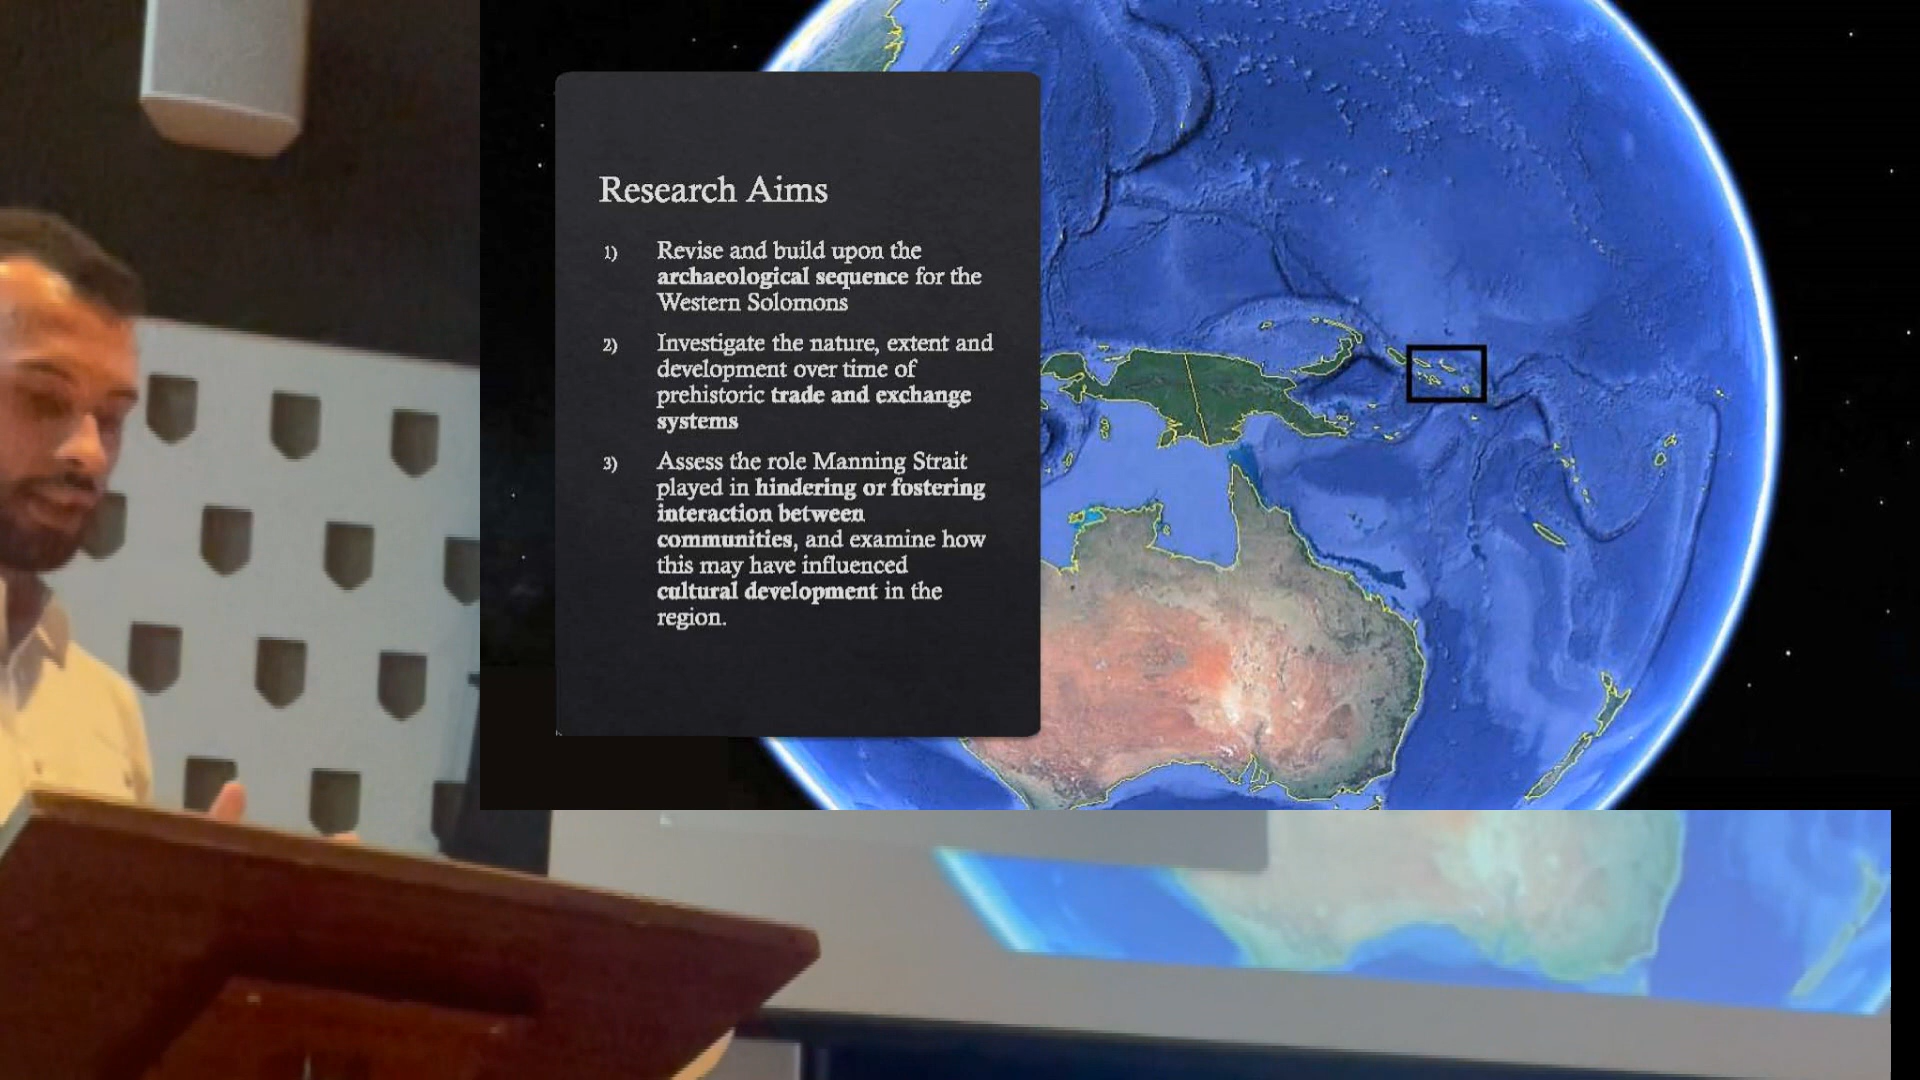 Research Aims
1) Revise and build upon the
archaeological sequence for the
Western Solomons
2) Investigate the nature, extent and
development over time of
prehistoric trade and exchange
systems
3) Assess the role Manning Strait
played in hindering or fostering
interaction between
communities, and examine how
this may have influenced
cultural development in the
region.